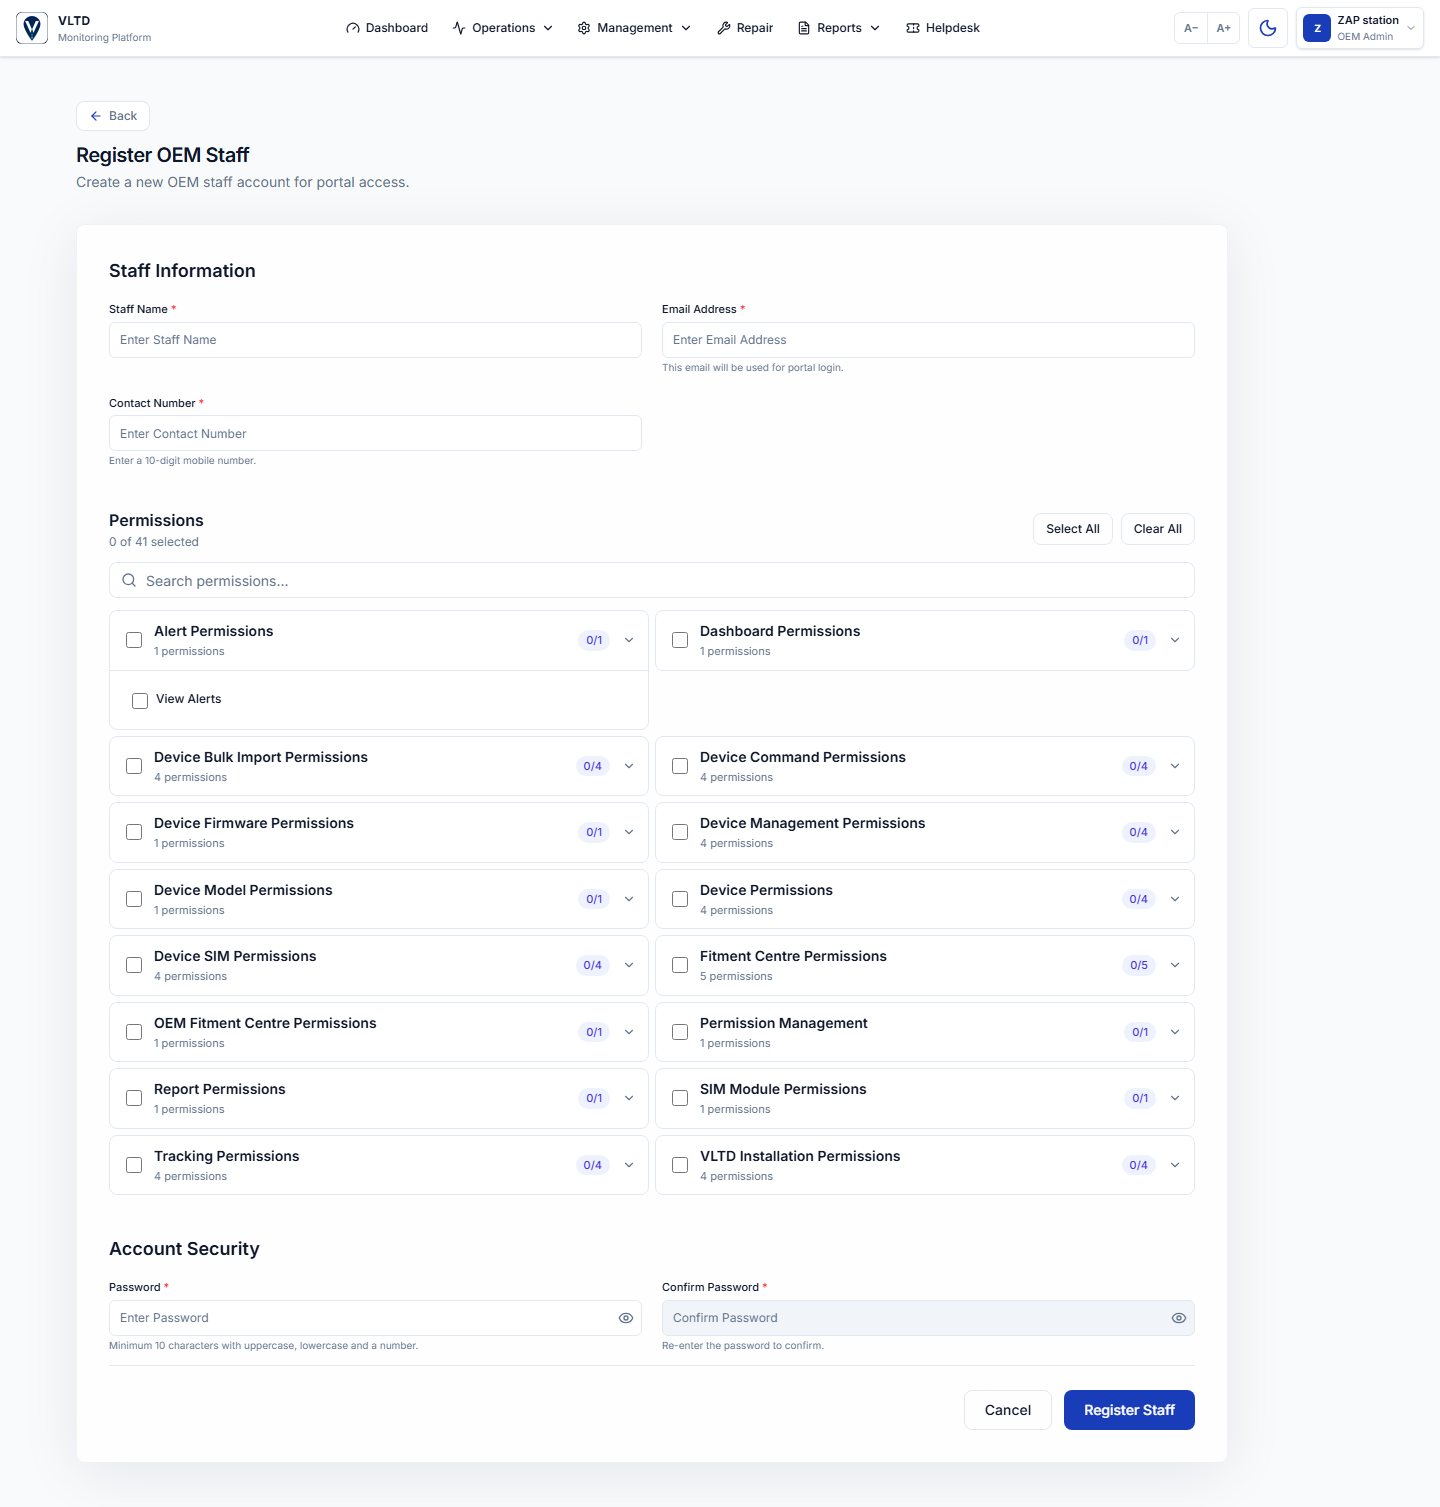 VLTD
Monitoring Platform
Dashboard
Operations
Management
Repair
Reports
Helpdesk
A−
A+
Z
ZAP station
OEM Admin
Back
Register OEM Staff
Create a new OEM staff account for portal access.
Staff Information
Staff Name *
Enter Staff Name
Email Address *
Enter Email Address
This email will be used for portal login.
Contact Number *
Enter Contact Number
Enter a 10-digit mobile number.
Permissions
0 of 41 selected
Select All
Clear All
Search permissions...
Alert Permissions
1 permissions
0/1
View Alerts
Dashboard Permissions
1 permissions
0/1
Device Bulk Import Permissions
4 permissions
0/4
Device Command Permissions
4 permissions
0/4
Device Firmware Permissions
1 permissions
0/1
Device Management Permissions
4 permissions
0/4
Device Model Permissions
1 permissions
0/1
Device Permissions
4 permissions
0/4
Device SIM Permissions
4 permissions
0/4
Fitment Centre Permissions
5 permissions
0/5
OEM Fitment Centre Permissions
1 permissions
0/1
Permission Management
1 permissions
0/1
Report Permissions
1 permissions
0/1
SIM Module Permissions
1 permissions
0/1
Tracking Permissions
4 permissions
0/4
VLTD Installation Permissions
4 permissions
0/4
Account Security
Password *
Enter Password
Minimum 10 characters with uppercase, lowercase and a number.
Confirm Password *
Confirm Password
Re-enter the password to confirm.
Cancel
Register Staff